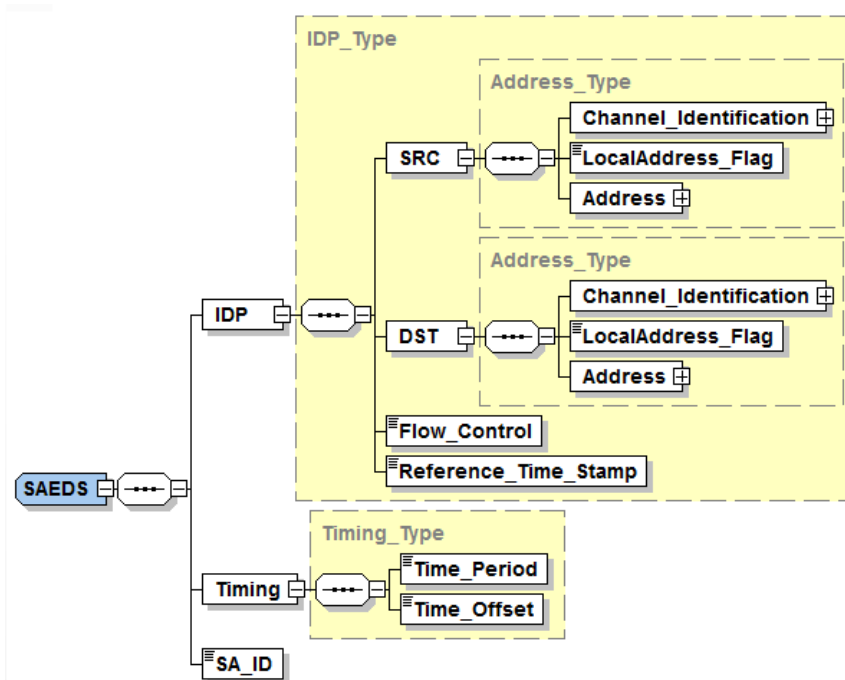 IDP_Type
Address_Type
Channel_Identification
SRC
LocalAddress_Flag
Address
Address_Type
Channel_Identification
IDP
DST
LocalAddress_Flag
Address
Flow_Control
Reference_Time_Stamp
SAEDS
Timing_Type
Time_Period
Timing
Time_Offset
SA_ID